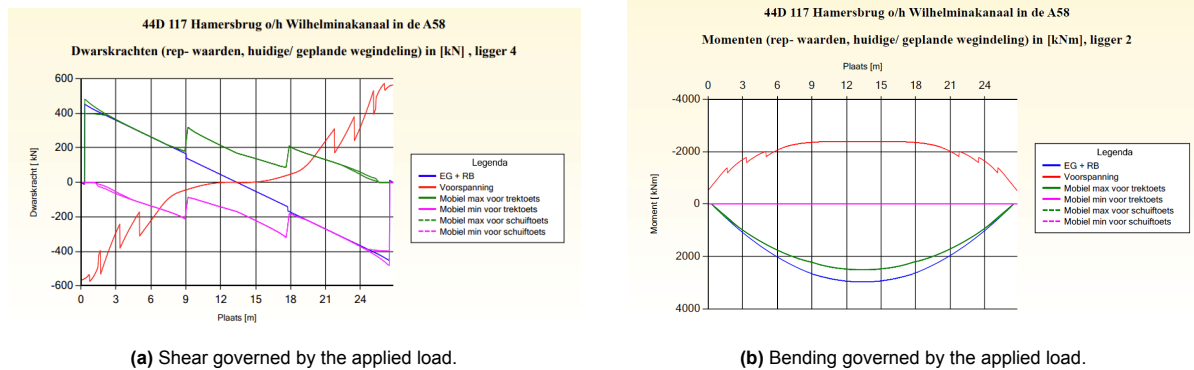 44D 117 Hamersbrug o/h Wilhelminakanaal in de A58
Dwarskrachten (rep- waarden, huidige/ geplande wegindeling) in [kN] , ligger 4
600
400
200
0
-200
-400
-600
Dwarskracht [ kN]
0 3 6 9 12 15 18 21 24
Plaats [m]
Legenda
EG + RB
Voorspanning
Mobiel max voor trektoets
Mobiel min voor trektoets
Mobiel max voor schuiftoets
Mobiel min voor schuiftoets
(a) Shear governed by the applied load.
44D 117 Hamersbrug o/h Wilhelminakanaal in de A58
Momenten (rep- waarden, huidige/ geplande wegindeling) in [kNm], ligger 2
Plaats [m]
0 3 6 9 12 15 18 21 24
-4000
-2000
0
2000
4000
Moment [kNm]
Legenda
EG + RB
Voorspanning
Mobiel max voor trektoets
Mobiel min voor trektoets
Mobiel max voor schuiftoets
Mobiel min voor schuiftoets
(b) Bending governed by the applied load.